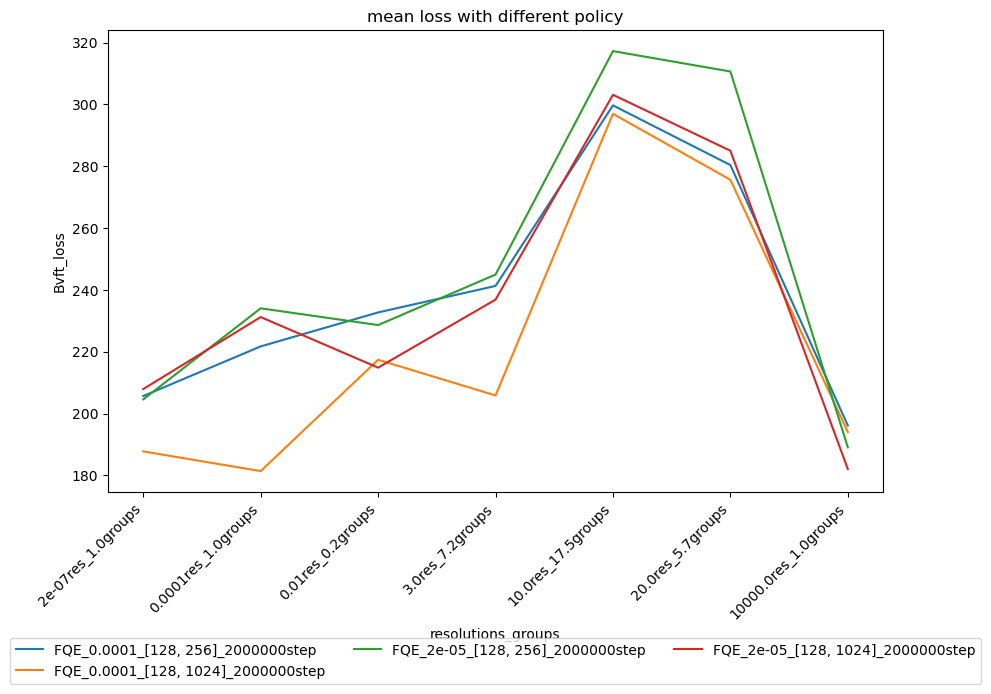 mean loss with different policy
320
300
280
260
240
220
200
180
Bvft_loss
2e-07res_1.0groups
0.0001res_1.0groups
0.01res_0.2groups
3.0res_7.2groups
10.0res_17.5groups
20.0res_5.7groups
10000.0res_1.0groups
resolutions_groups
FQE_0.0001_[128, 256]_2000000step
FQE_2e-05_[128, 256]_2000000step
FQE_2e-05_[128, 1024]_2000000step
FQE_0.0001_[128, 1024]_2000000step